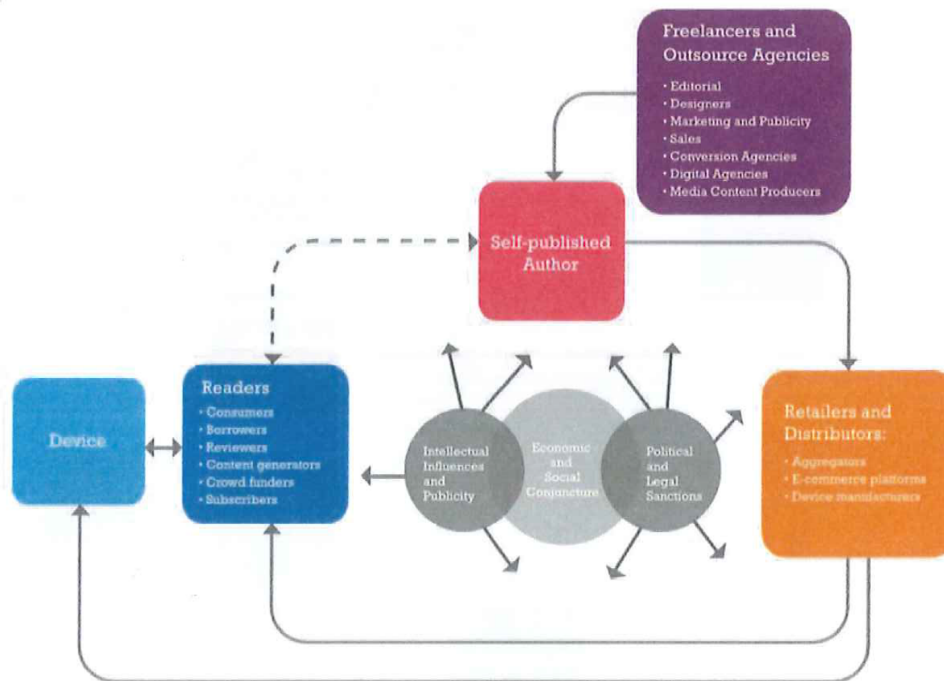 Freelancers and
Outsource Agencies
• Editorial
• Designers
• Marketing and Publicity
• Sales
• Conversion Agencies
• Digital Agencies
• Media Content Producers
Self-published
Author
Readers
• Consumers
• Borrowers
• Reviewers
• Content generators
• Crowd funders
• Subscribers
Device
Intellectual
Influences
and
Publicity
Economic
and
Social
Conjuncture
Political
and
Legal
Sanctions
Retailers and
Distributors:
• Aggregators
• E-commerce platforms
• Device manufacturers